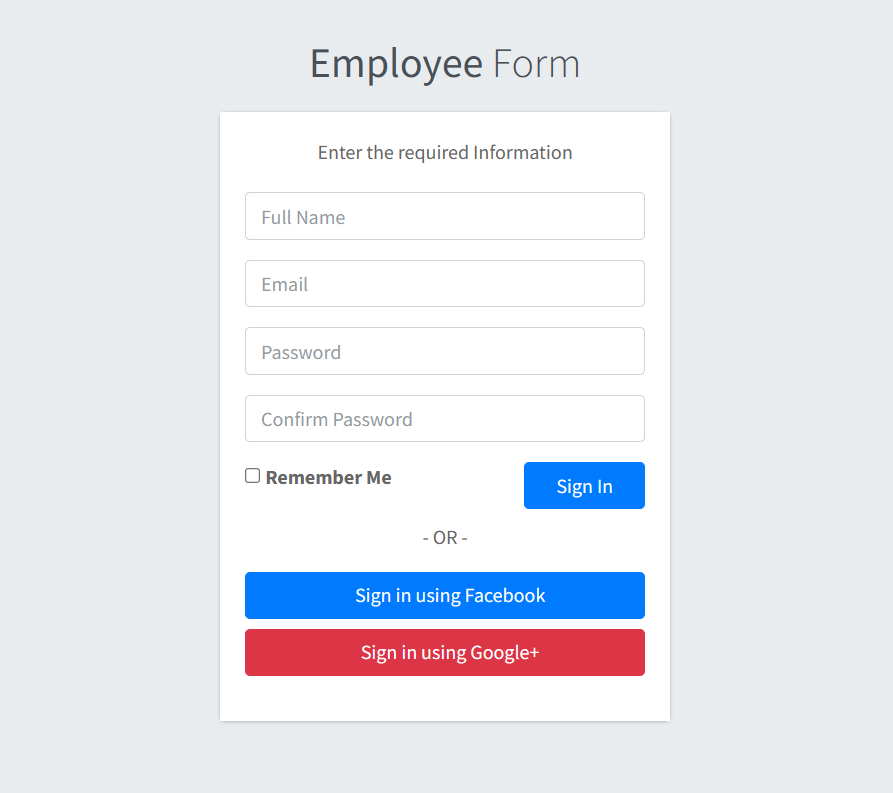 Employee Form
Enter the required Information
Full Name
Email
Password
Confirm Password
Remember Me
Sign In
- OR -
Sign in using Facebook
Sign in using Google+